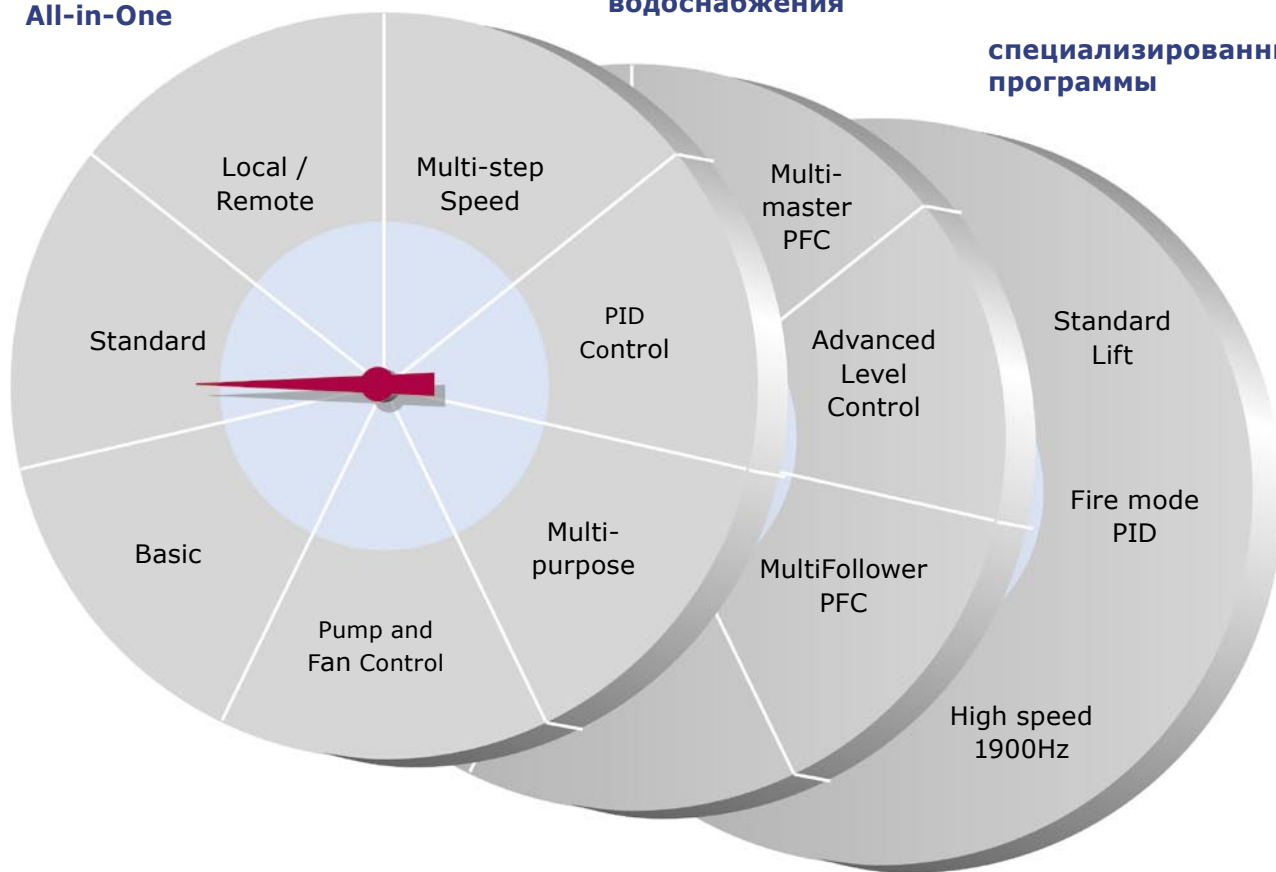 All-in-One
водоснабжения
специализированны
программы
Local /
Remote
Multi-step
Speed
Standard
PID
Control
Basic
Multi-
purpose
Pump and
Fan Control
Multi-
master
PFC
Advanced
Level
Control
MultiFollower
PFC
Standard
Lift
Fire mode
PID
High speed
1900Hz